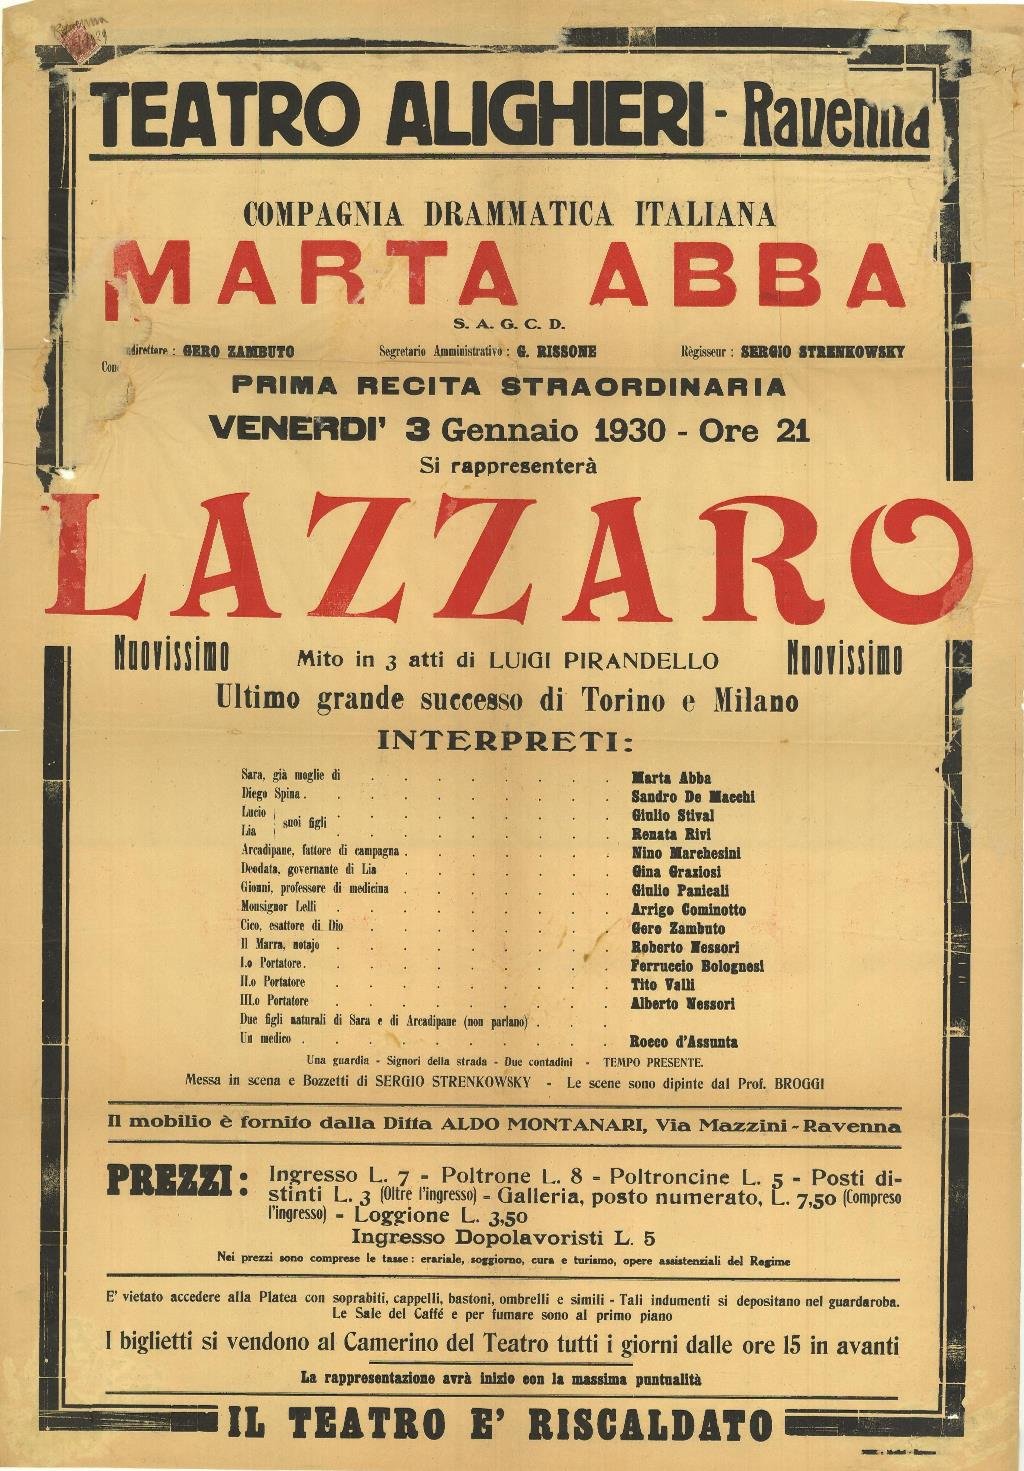 Ravenna
TEATRO ALIGHIERI - Ravenna
COMPAGNIA DRAMMATICA ITALIANA
MARTA ABBA
S. A. G. C. D.
direttore : GERO ZAMBUTO Segretario Amministrativo : G. RISSONE Règisseur : SERGIO STRENKOWSKY
PRIMA RECITA STRAORDINARIA
VENERDI' 3 Gennaio 1930 - Ore 21
Si rappresenterà
LAZZARO
Nuovissimo Mito in 3 atti di LUIGI PIRANDELLO Nuovissimo
Ultimo grande successo di Torino e Milano
INTERPRETI:
Sara, già moglie di . . . . . . . . Marta Abba
Diego Spina . . . . . . . . . Sandro De Macchi
Lucio . . . . . . . . Giulio Stival
suoi figli
Lia . . . . . . . . Renata Rivi
Arcadipane, fattore di campagna . . . . . . . Nino Marchesini
Deodata, governante di Lia . . . . . . . Gina Graziosi
Gionni, professore di medicina . . . . . . . Giulio Panicali
Monsignor Lelli . . . . . . . . . Arrigo Cominotto
Cico, esattore di Dio . . . . . . . . Gero Zambuto
Il Marra, notajo . . . . . . . . . Roberto Nessori
I.o Portatore . . . . . . . . . Ferruccio Bolognesi
II.o Portatore . . . . . . . . . Tito Valli
III.o Portatore . . . . . . . . . Alberto Nessori
Due figli naturali di Sara e di Arcadipane (non parlano) . . .
Un medico . . . . . . . . . Rocco d'Assunta
Una guardia - Signori della strada - Due contadini - TEMPO PRESENTE.
Messa in scena e Bozzetti di SERGIO STRENKOWSKY - Le scene sono dipinte dal Prof. BROGGI
Il mobilio è fornito dalla Ditta ALDO MONTANARI, Via Mazzini - Ravenna
PREZZI: Ingresso L. 7 - Poltrone L. 8 - Poltroncine L. 5 - Posti di-
stinti L. 3 (Oltre l'ingresso) - Galleria, posto numerato, L. 7,50 (Compreso
l'ingresso) - Loggione L. 3,50
Ingresso Dopolavoristi L. 5
Nei prezzi sono comprese le tasse : erariale, soggiorno, cura e turismo, opere assistenziali del Regime
E' vietato accedere alla Platea con soprabiti, cappelli, bastoni, ombrelli e simili - Tali indumenti si depositano nel guardaroba.
Le Sale del Caffé e per fumare sono al primo piano
I biglietti si vendono al Camerino del Teatro tutti i giorni dalle ore 15 in avanti
La rappresentazione avrà inizio con la massima puntualità
IL TEATRO E' RISCALDATO